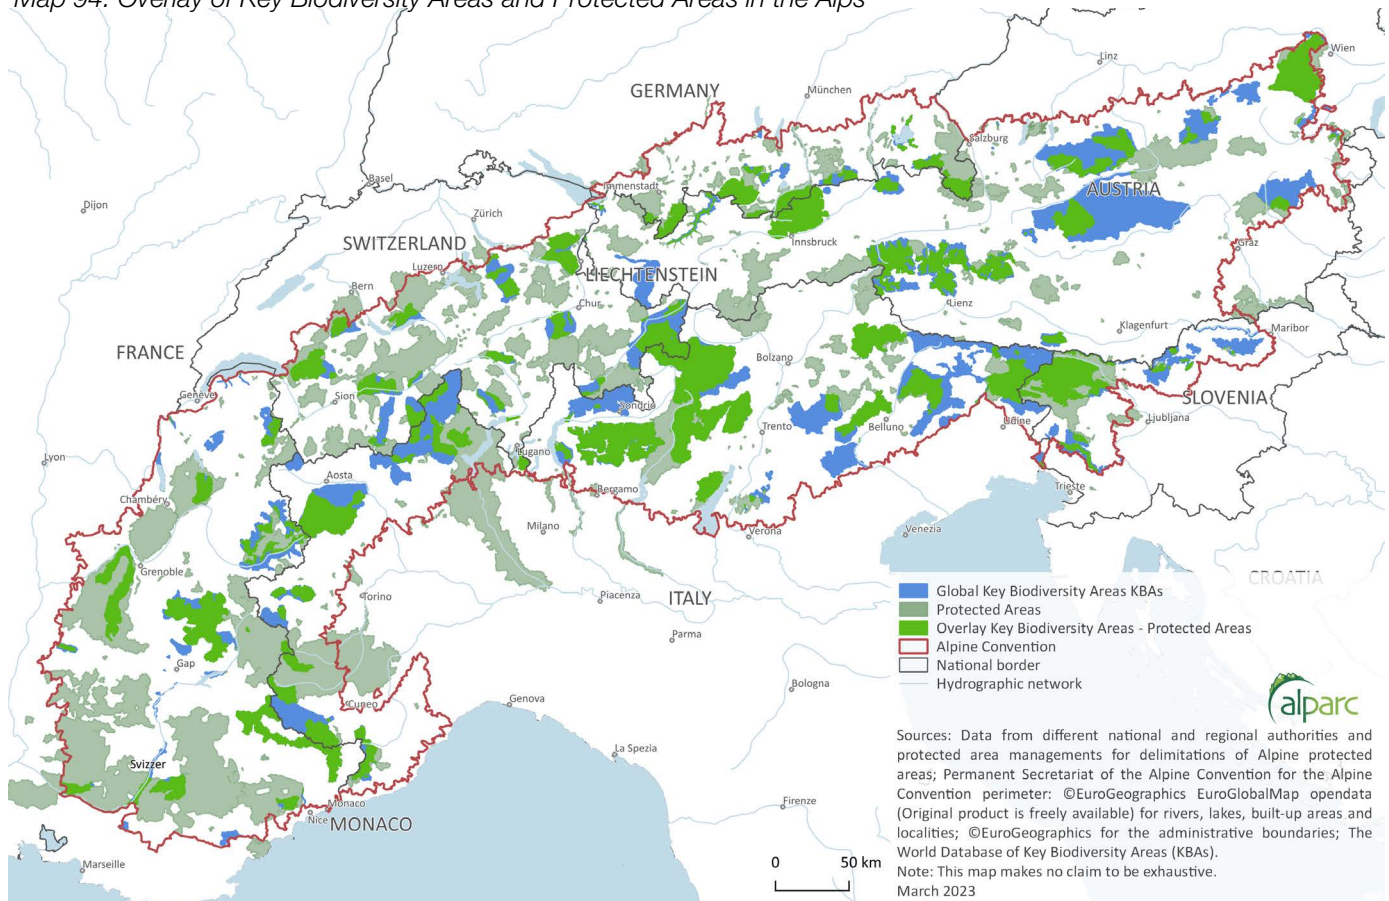 Map 94: Overlay of Key Biodiversity Areas and Protected Areas in the Alps
Wien
Linz
München
GERMANY
Salzburg
Basel
Immenstadt
AUSTRIA
Dijon
Zürich
SWITZERLAND
Innsbruck
Graz
Luzern
LIECHTENSTEIN
Bern
Chur
Lienz
Klagenfurt
Maribor
FRANCE
Bolzano
Genève
Sion
Sondrio
SLOVENIA
Trento
Belluno
Udine
Ljubljana
Lyon
Lugano
Aosta
Chambéry
Bergamo
Trieste
Milano
Verona
Venezia
Grenoble
CROATIA
Torino
Piacenza
ITALY
Parma
Gap
Bologna
Cuneo
Genova
La Spezia
Svizzer
Monaco
Nice
MONACO
Firenze
Marseille
Global Key Biodiversity Areas KBAs
Protected Areas
Overlay Key Biodiversity Areas - Protected Areas
Alpine Convention
National border
Hydrographic network
alparc
Sources: Data from different national and regional authorities and
protected area managements for delimitations of Alpine protected
areas; Permanent Secretariat of the Alpine Convention for the Alpine
Convention perimeter: ©EuroGeographics EuroGlobalMap opendata
(Original product is freely available) for rivers, lakes, built-up areas and
localities; ©EuroGeographics for the administrative boundaries; The
World Database of Key Biodiversity Areas (KBAs).
Note: This map makes no claim to be exhaustive.
March 2023
0 50 km